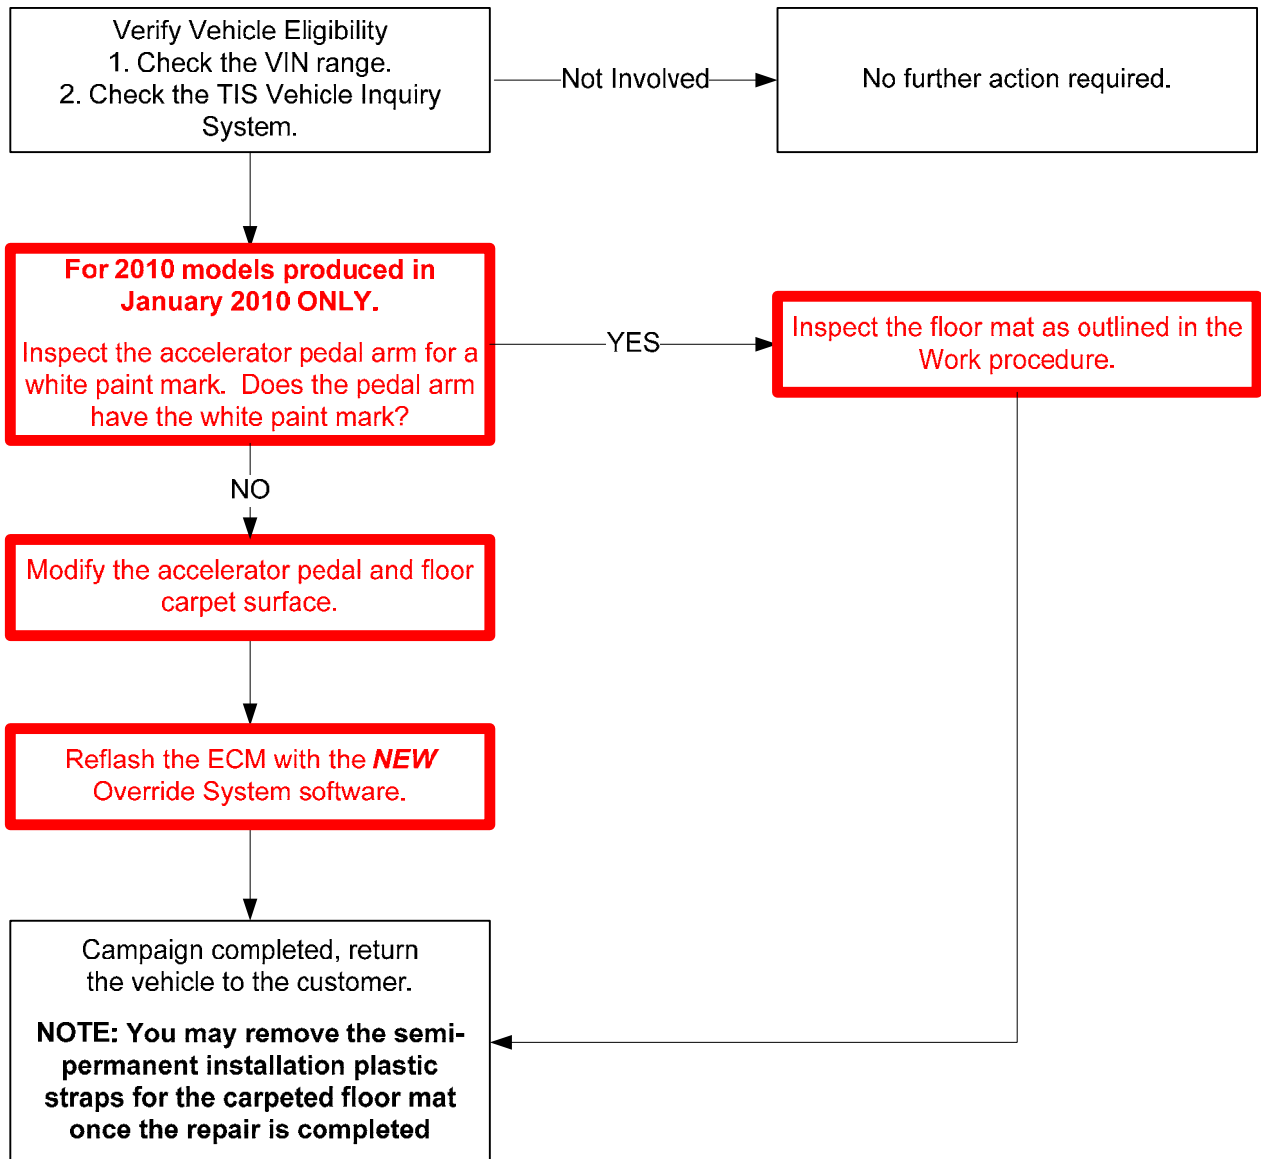 Verify Vehicle Eligibility
1. Check the VIN range.
2. Check the TIS Vehicle Inquiry
System.
Not Involved
No further action required.
For 2010 models produced in
January 2010 ONLY.
Inspect the accelerator pedal arm for a
white paint mark.  Does the pedal arm
have the white paint mark?
YES
Inspect the floor mat as outlined in the
Work procedure.
NO
Modify the accelerator pedal and floor
carpet surface.
Reflash the ECM with the NEW
Override System software.
Campaign completed, return
the vehicle to the customer.
NOTE: You may remove the semi-
permanent installation plastic
straps for the carpeted floor mat
once the repair is completed